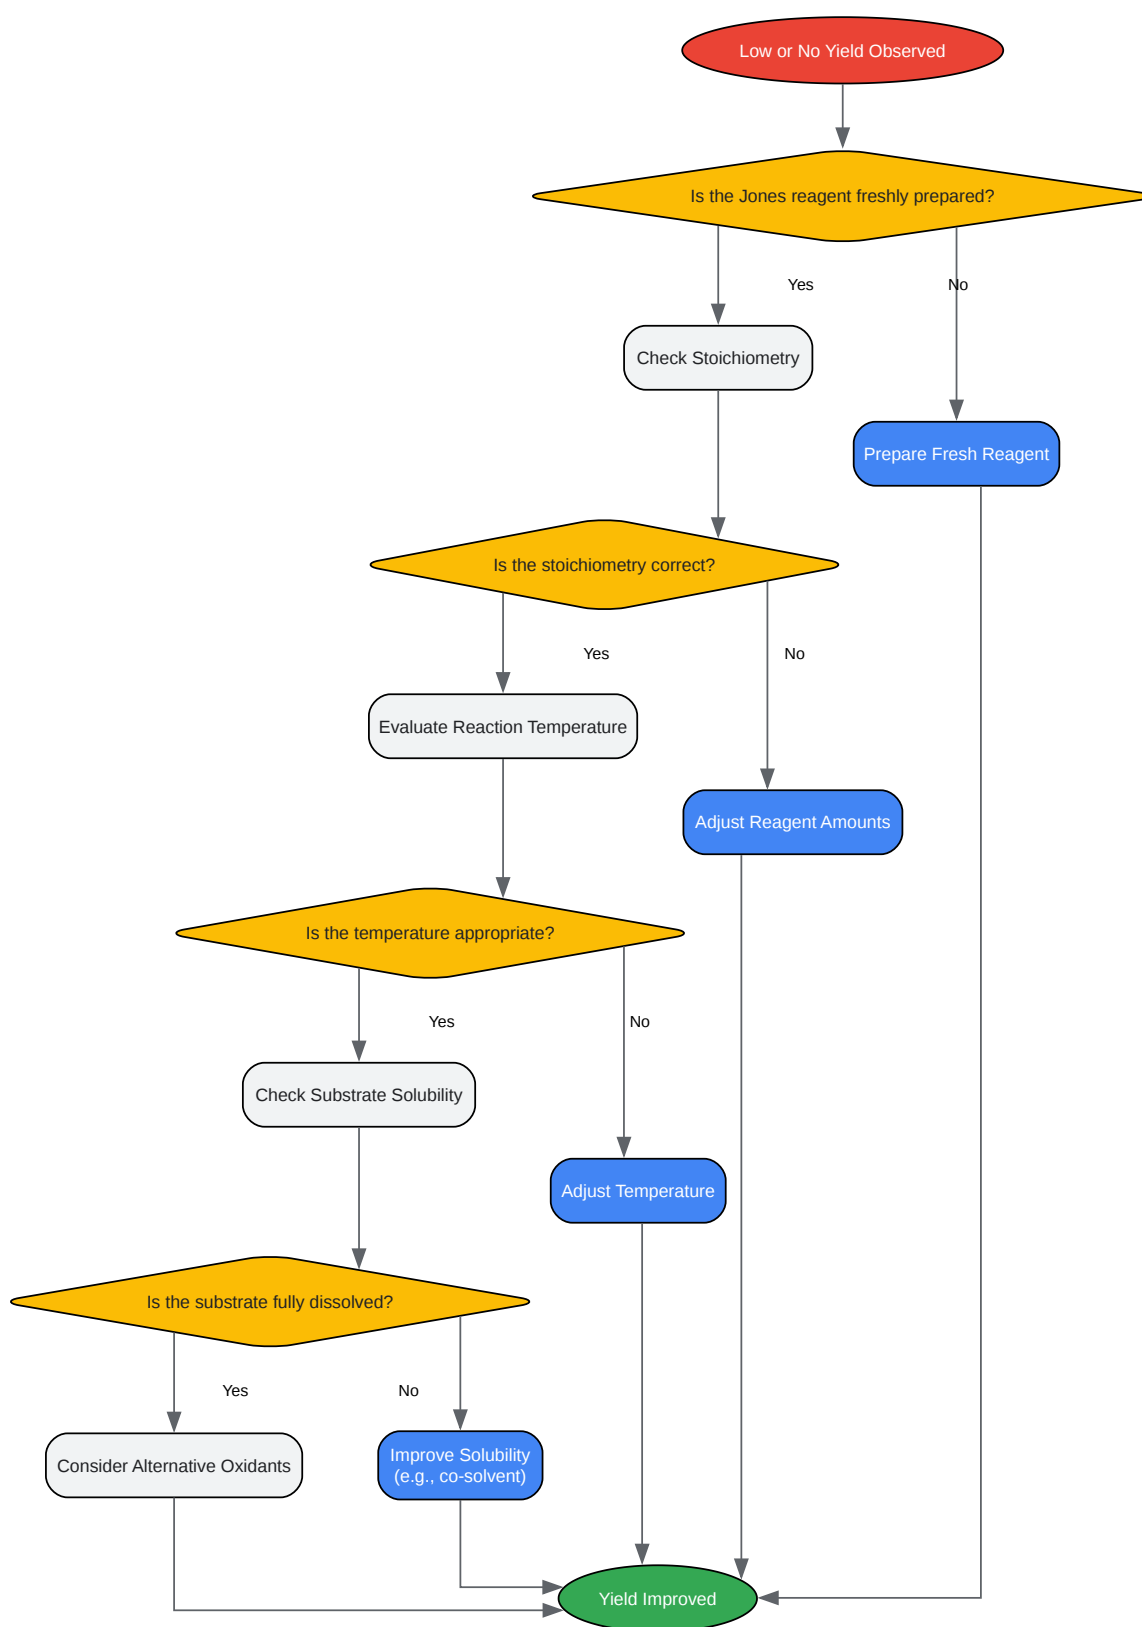 Low or No Yield Observed
Is the Jones reagent freshly prepared?
Yes
No
Check Stoichiometry
Prepare Fresh Reagent
Is the stoichiometry correct?
Yes
No
Evaluate Reaction Temperature
Adjust Reagent Amounts
Is the temperature appropriate?
Yes
No
Check Substrate Solubility
Adjust Temperature
Is the substrate fully dissolved?
Yes
No
Consider Alternative Oxidants
Improve Solubility
(e.g., co-solvent)
Yield Improved